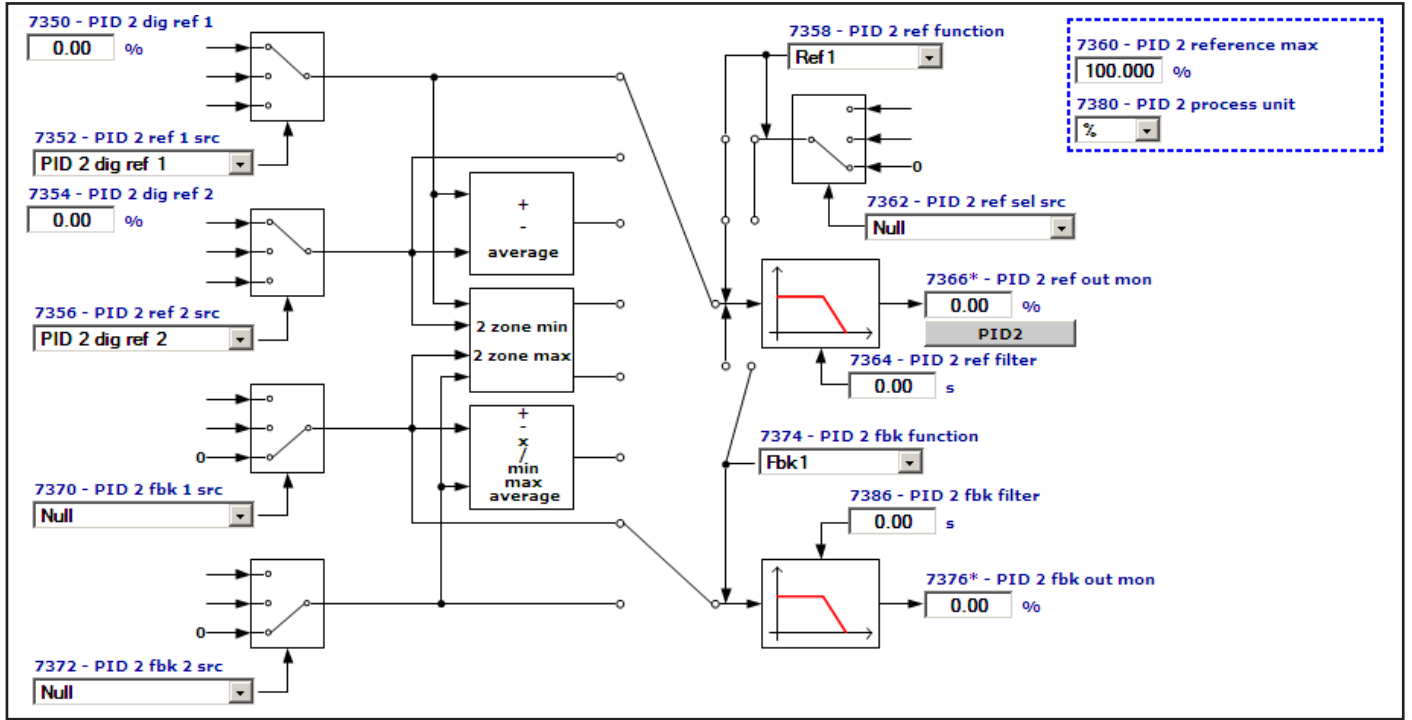 7350 - PID 2 dig ref 1
0.00 %
7352 - PID 2 ref 1 src
PID 2 dig ref 1
7354 - PID 2 dig ref 2
0.00 %
7356 - PID 2 ref 2 src
PID 2 dig ref 2
0
7370 - PID 2 fbk 1 src
Null
0
7372 - PID 2 fbk 2 src
Null
+
-
average
2 zone min
2 zone max
+
-
x
/
min
max
average
7358 - PID 2 ref function
Ref 1
0
7362 - PID 2 ref sel src
Null
7360 - PID 2 reference max
100.000 %
7380 - PID 2 process unit
%
7366* - PID 2 ref out mon
0.00 %
PID2
7364 - PID 2 ref filter
0.00 s
7374 - PID 2 fbk function
Fbk1
7386 - PID 2 fbk filter
0.00 s
7376* - PID 2 fbk out mon
0.00 %